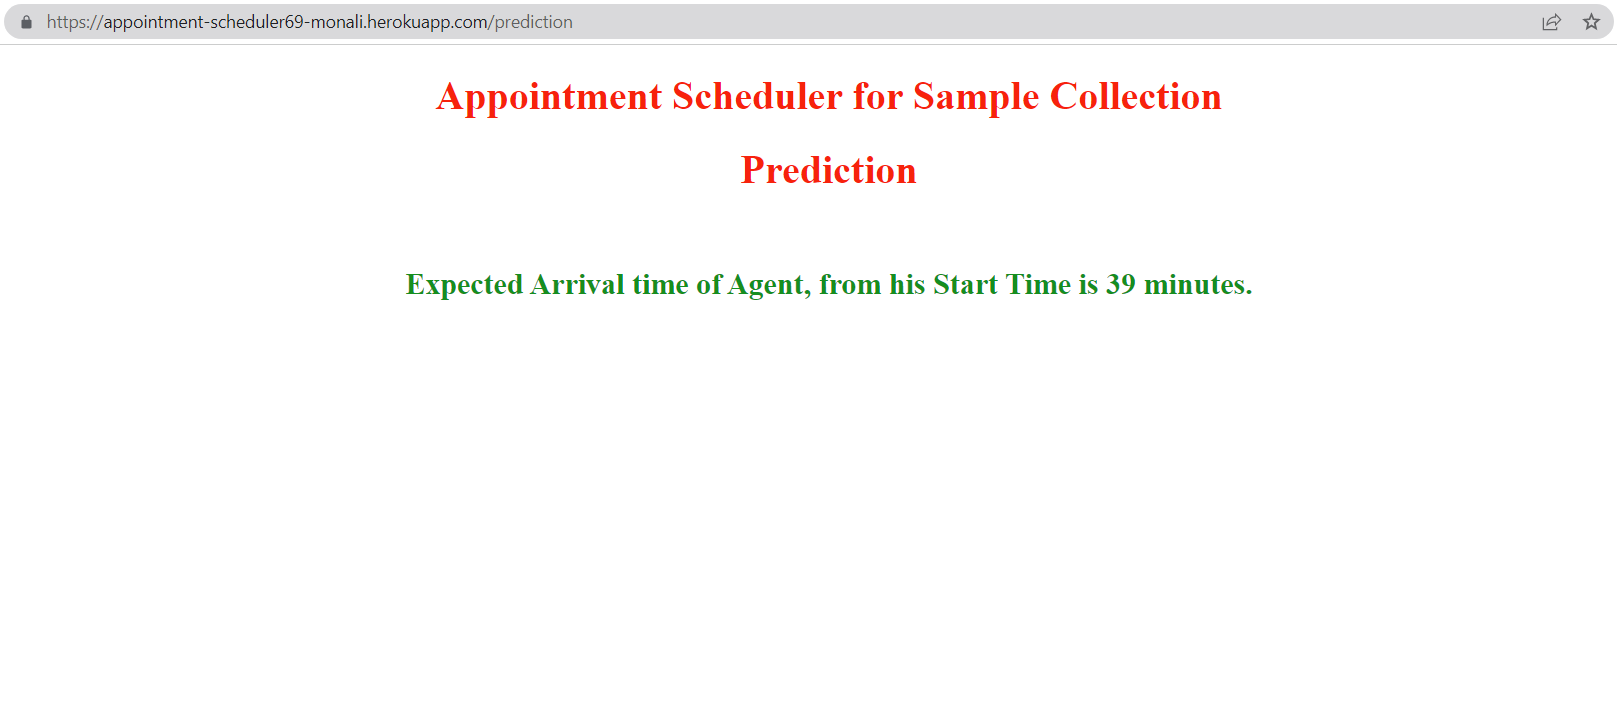 https://appointment-scheduler69-monali.herokuapp.com/prediction
Appointment Scheduler for Sample Collection
Prediction
Expected Arrival time of Agent, from his Start Time is 39 minutes.